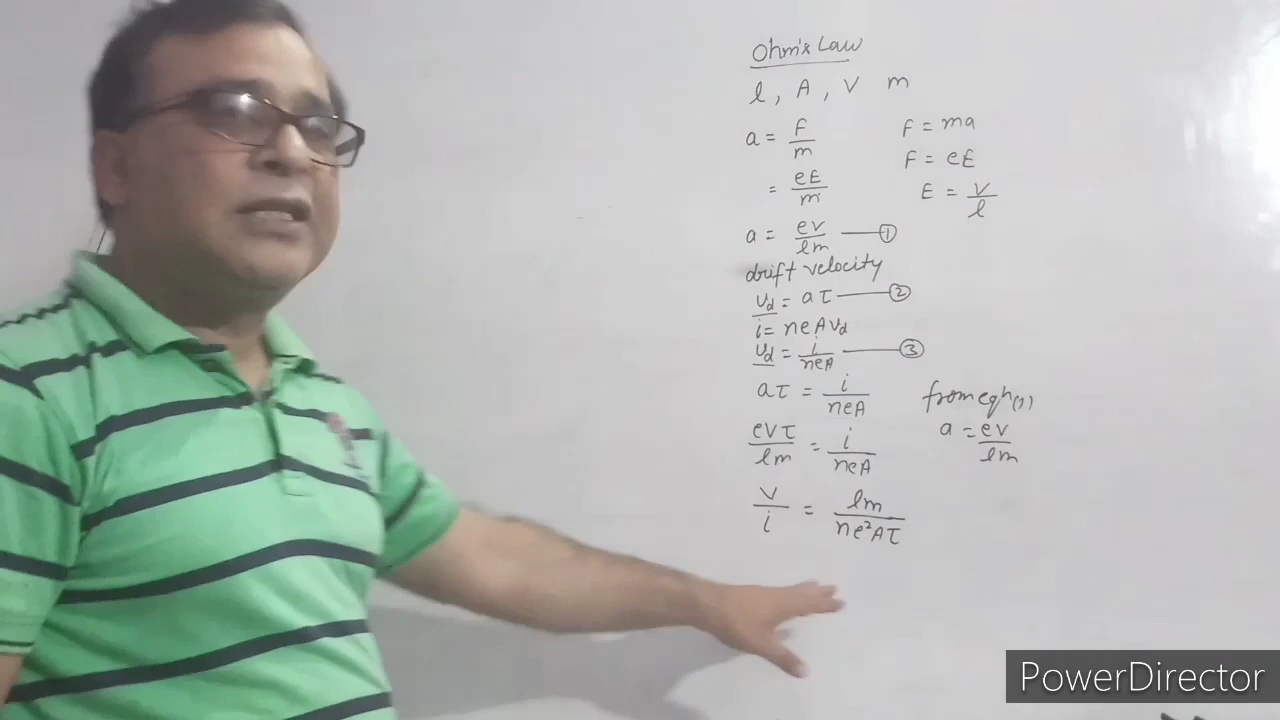 Ohm's Law
l, A, V m
a = F/m F = ma
= eE/m F = eE
E = V/l
a = eV/lm — ①
drift velocity
v_d = aτ — ②
i = neAv_d
v_d = i/neA — ③
aτ = i/neA from eqn(1)
eVτ/lm = i/neA a = eV/lm
V/i = lm/ne²Aτ
PowerDirector